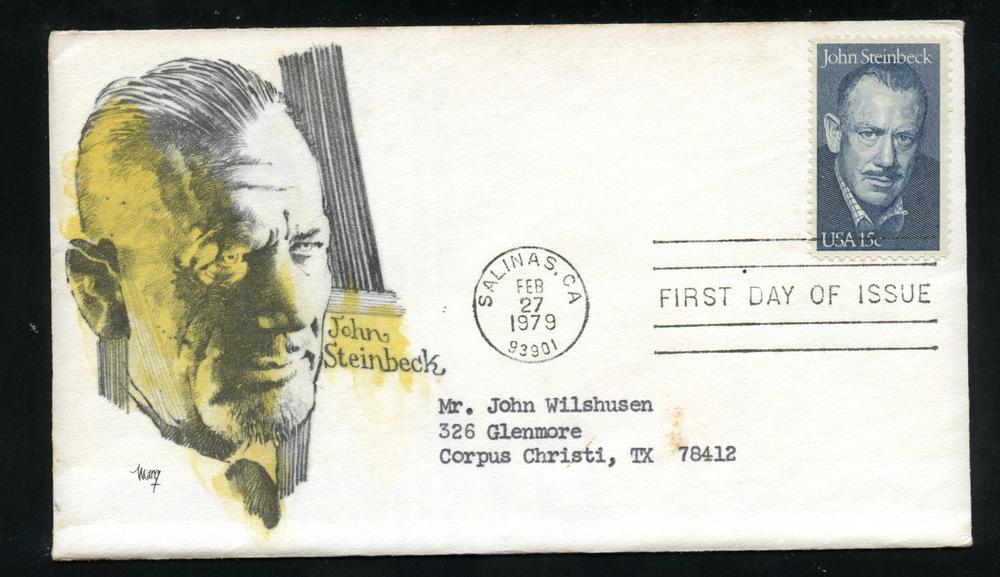 John Steinbeck
USA 15c
SALINAS, CA
FEB
27
1979
93901
FIRST DAY OF ISSUE
John
Steinbeck
Mr. John Wilshusen
326 Glenmore
Corpus Christi, TX 78412